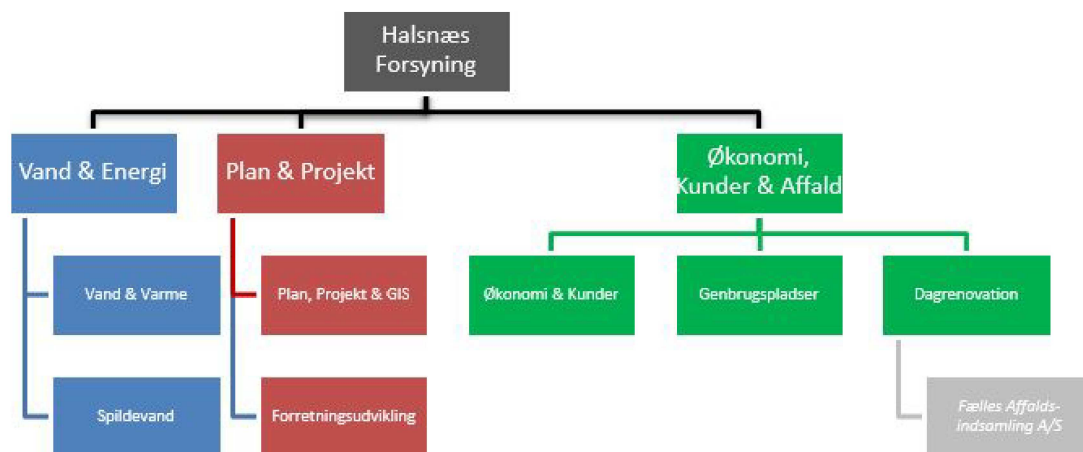 Halsnæs
Forsyning
Vand & Energi
Plan & Projekt
Økonomi,
Kunder & Affald
Vand & Varme
Plan, Projekt & GIS
Økonomi & Kunder
Genbrugspladser
Dagrenovation
Spildevand
Forretningsudvikling
Fælles Affalds-
indsamling A/S